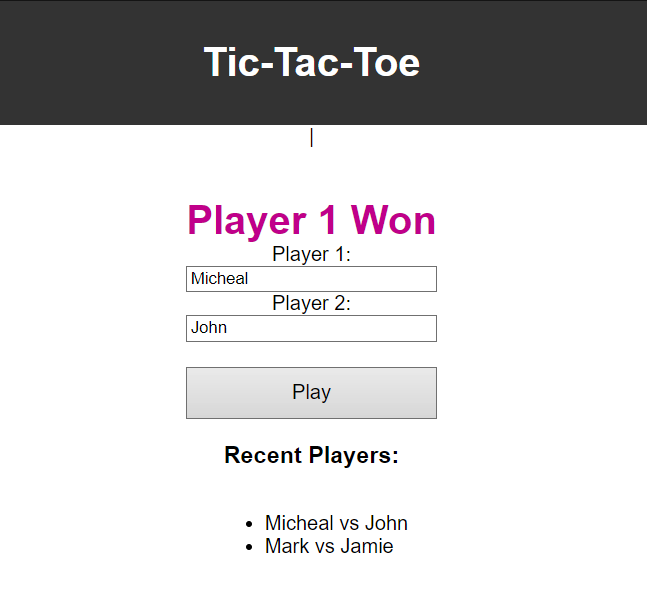 Tic-Tac-Toe
|
Player 1 Won
Player 1:
Micheal
Player 2:
John
Play
Recent Players:
• Micheal vs John
• Mark vs Jamie